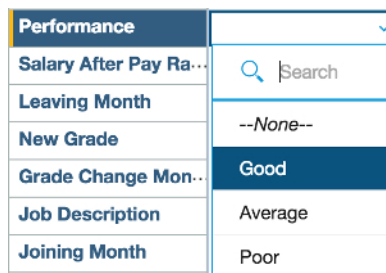 Performance
Salary After Pay Ra...
Search
Leaving Month
--None--
New Grade
Good
Grade Change Mon...
Average
Job Description
Joining Month
Poor